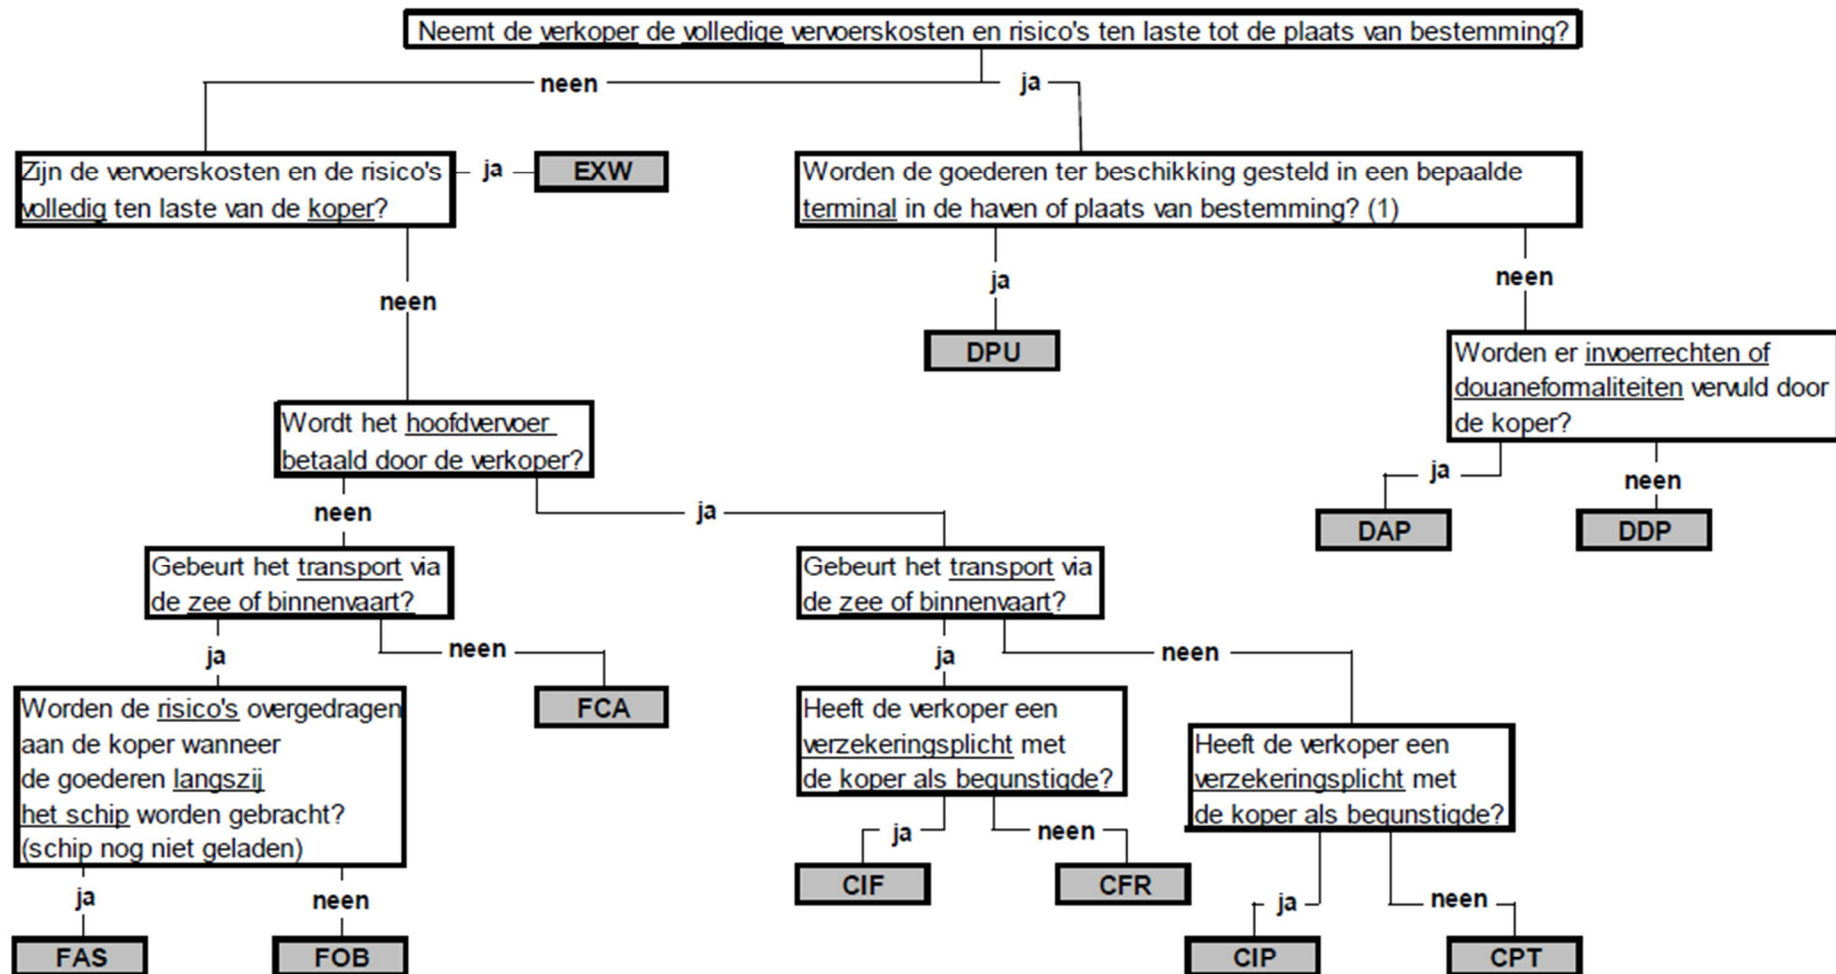 Neemt de verkoper de volledige vervoerskosten en risico's ten laste tot de plaats van bestemming?
neen
ja
Zijn de vervoerskosten en de risico's
volledig ten laste van de koper?
ja
EXW
Worden de goederen ter beschikking gesteld in een bepaalde
terminal in de haven of plaats van bestemming? (1)
neen
ja
neen
DPU
Worden er invoerrechten of
douaneformaliteiten vervuld door
de koper?
Wordt het hoofdvervoer
betaald door de verkoper?
ja
neen
DAP
DDP
neen
ja
Gebeurt het transport via
de zee of binnenvaart?
Gebeurt het transport via
de zee of binnenvaart?
ja
neen
FCA
ja
neen
Worden de risico's overgedragen
aan de koper wanneer
de goederen langszij
het schip worden gebracht?
(schip nog niet geladen)
Heeft de verkoper een
verzekeringsplicht met
de koper als begunstigde?
Heeft de verkoper een
verzekeringsplicht met
de koper als begunstigde?
ja
neen
CIF
CFR
ja
neen
FAS
FOB
ja
neen
CIP
CPT